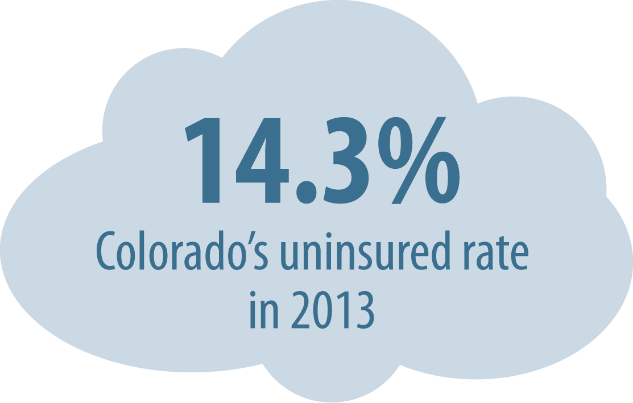 14.3%
Colorado’s uninsured rate
in 2013